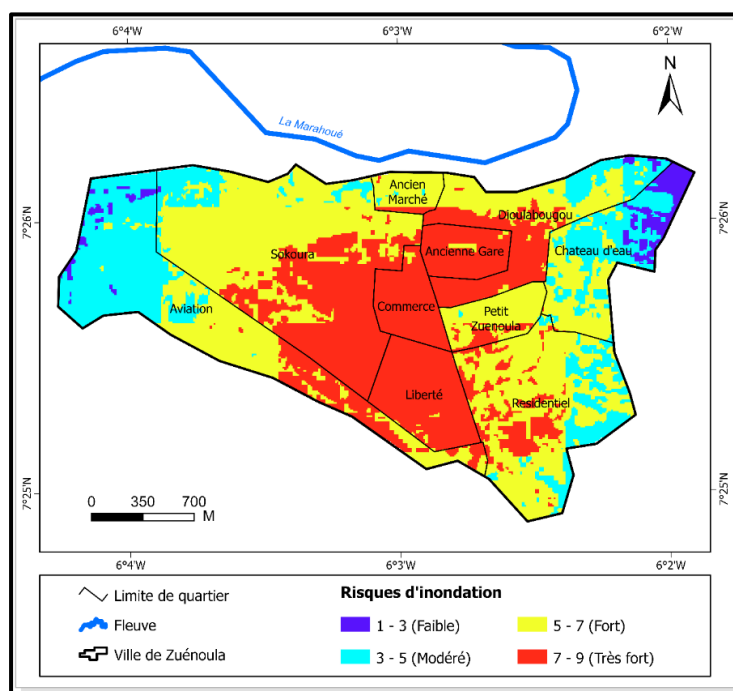 6°4'W 6°3'W 6°2'W
N
La Marahoué
7°26'N 7°26'N
Ancien
Marché
Dioulabougou
Sokoura
Ancienne Gare
Chateau d'eau
Commerce
Aviation
Petit
Zuenoula
Liberté
Residentiel
7°25'N 7°25'N
0 350 700
M
6°4'W 6°3'W 6°2'W
Limite de quartier
Fleuve
Ville de Zuénoula
Risques d'inondation
1 - 3 (Faible)
3 - 5 (Modéré)
5 - 7 (Fort)
7 - 9 (Très fort)